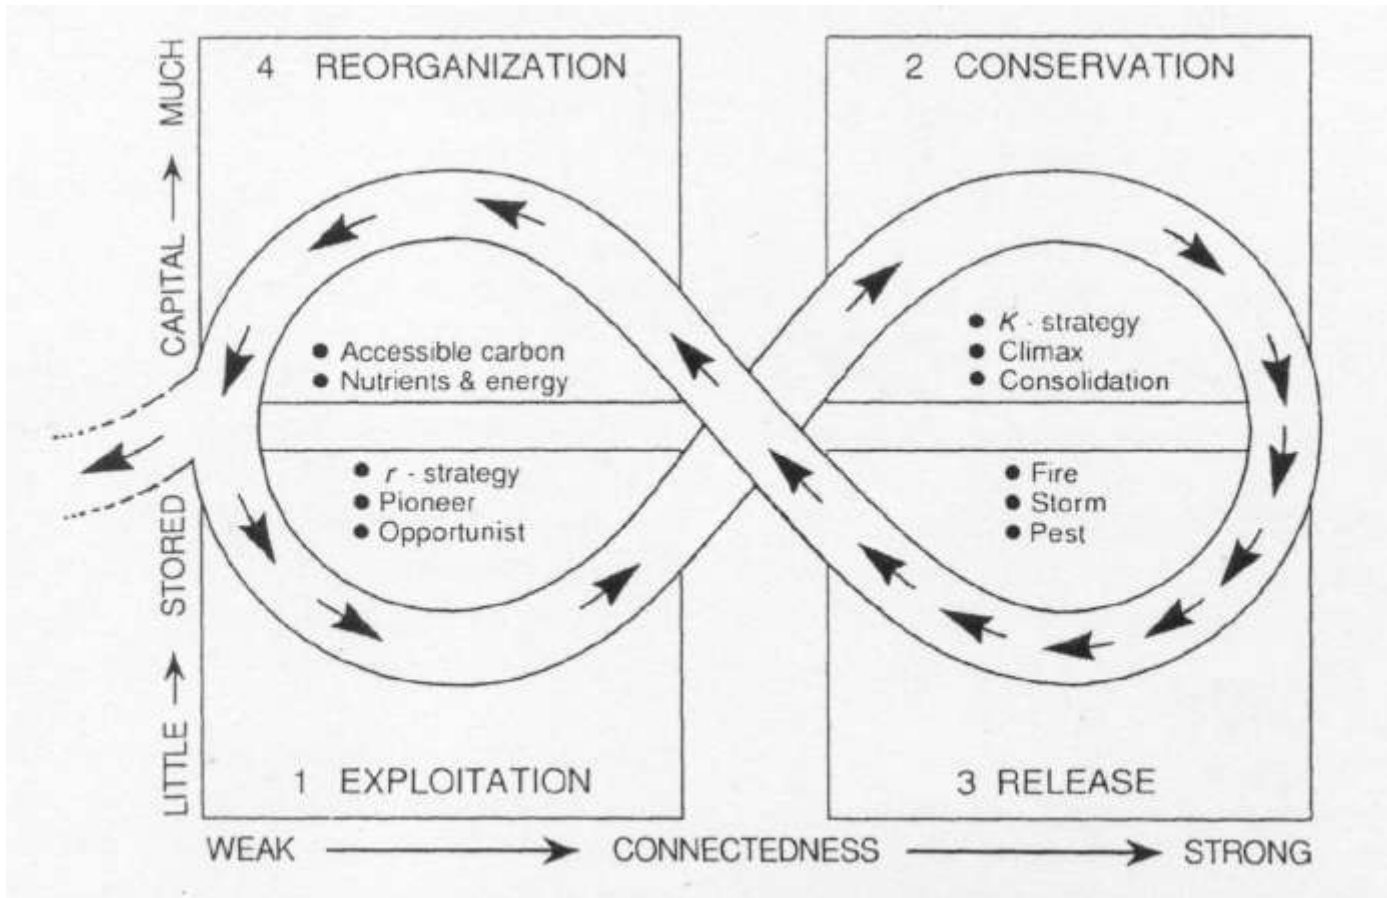 4 REORGANIZATION
2 CONSERVATION
• Accessible carbon
• Nutrients & energy
• K - strategy
• Climax
• Consolidation
• r - strategy
• Pioneer
• Opportunist
• Fire
• Storm
• Pest
1 EXPLOITATION
3 RELEASE
LITTLE → STORED CAPITAL → MUCH
WEAK → CONNECTEDNESS → STRONG